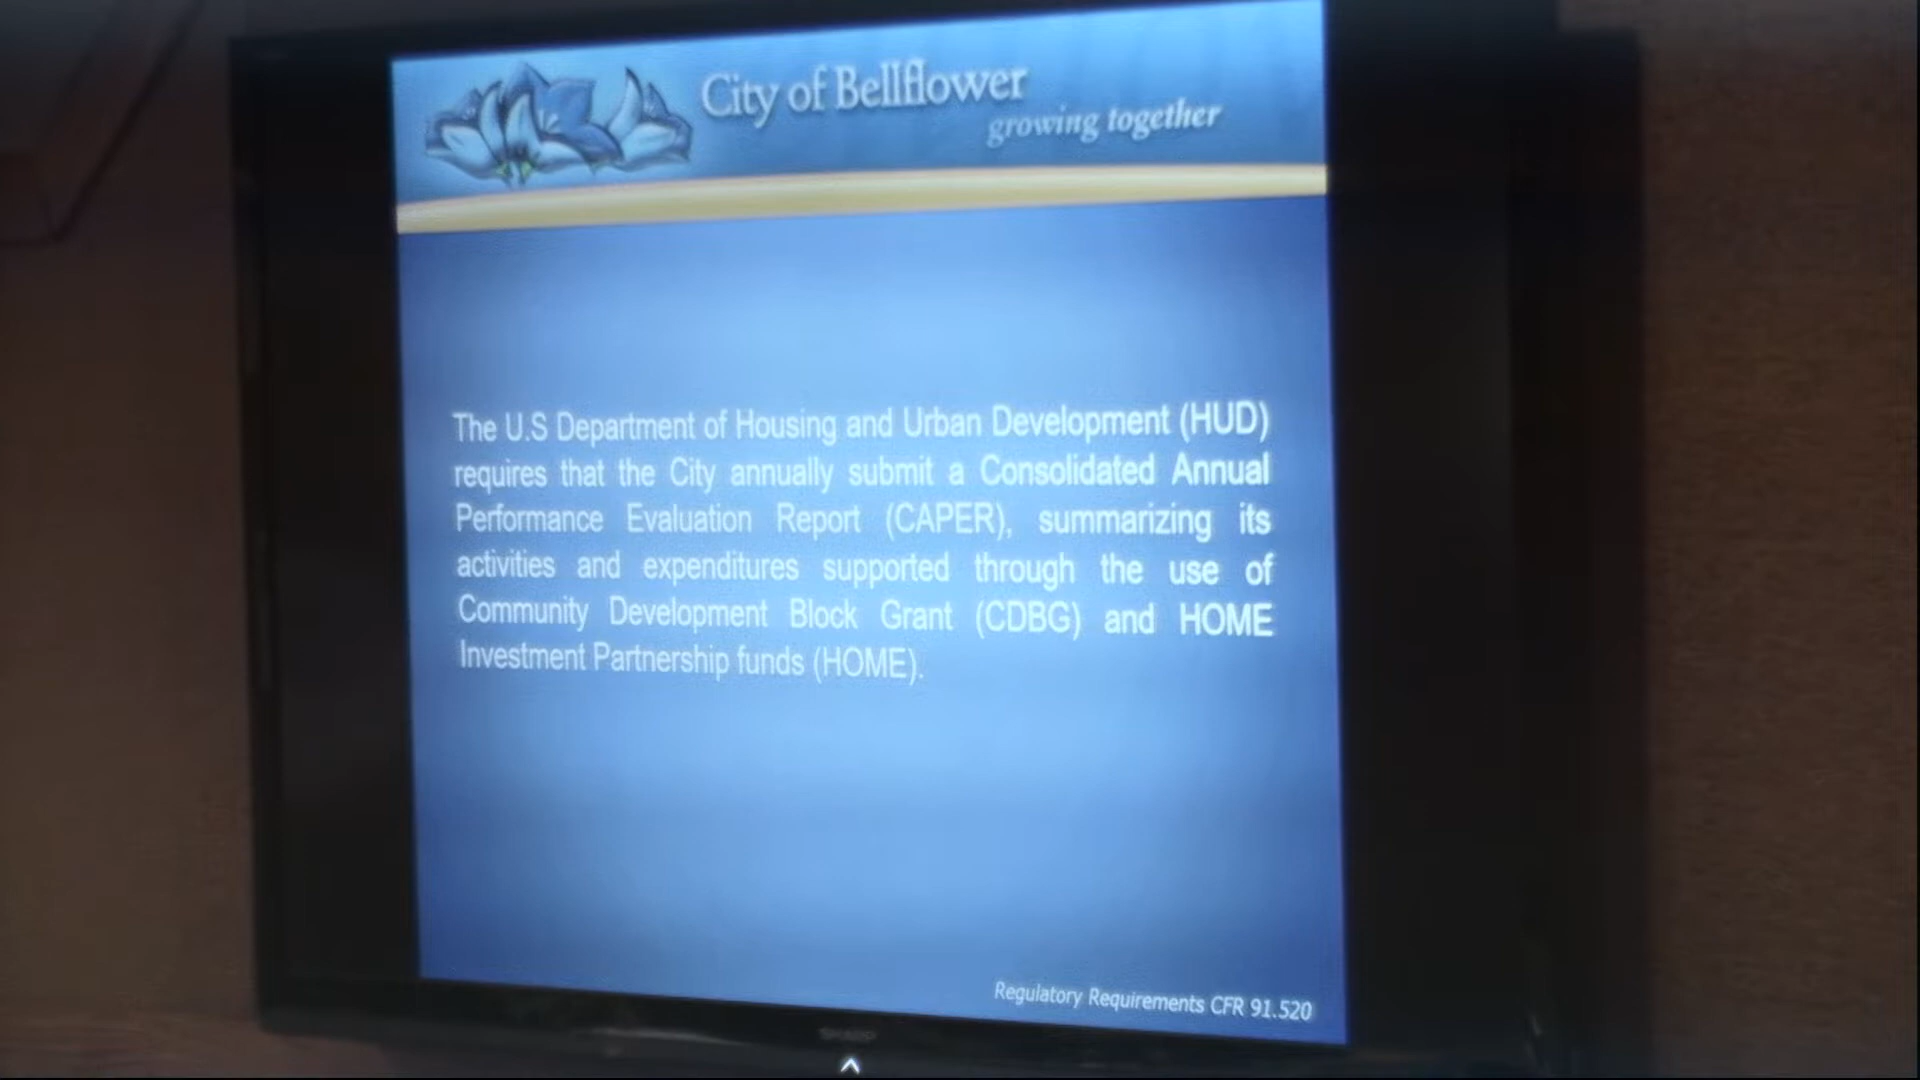 City of Bellflower
growing together
The U.S Department of Housing and Urban Development (HUD)
requires that the City annually submit a Consolidated Annual
Performance Evaluation Report (CAPER), summarizing its
activities and expenditures supported through the use of
Community Development Block Grant (CDBG) and HOME
Investment Partnership funds (HOME).
Regulatory Requirements CFR 91.520
SHARP